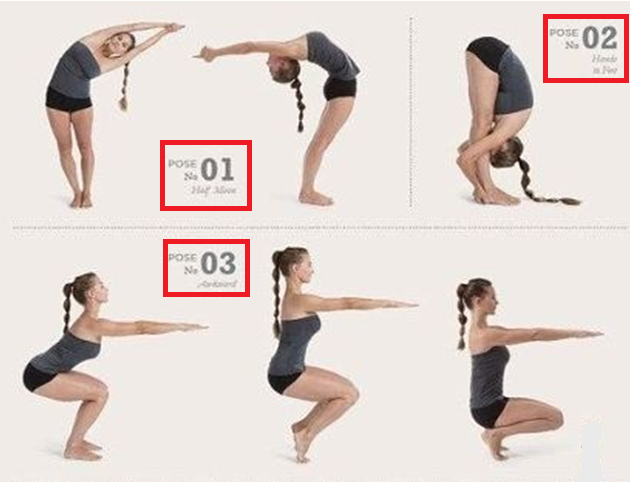 POSE
No 01
Half Moon
POSE
No 02
Hands
to Feet
POSE
No 03
Awkward